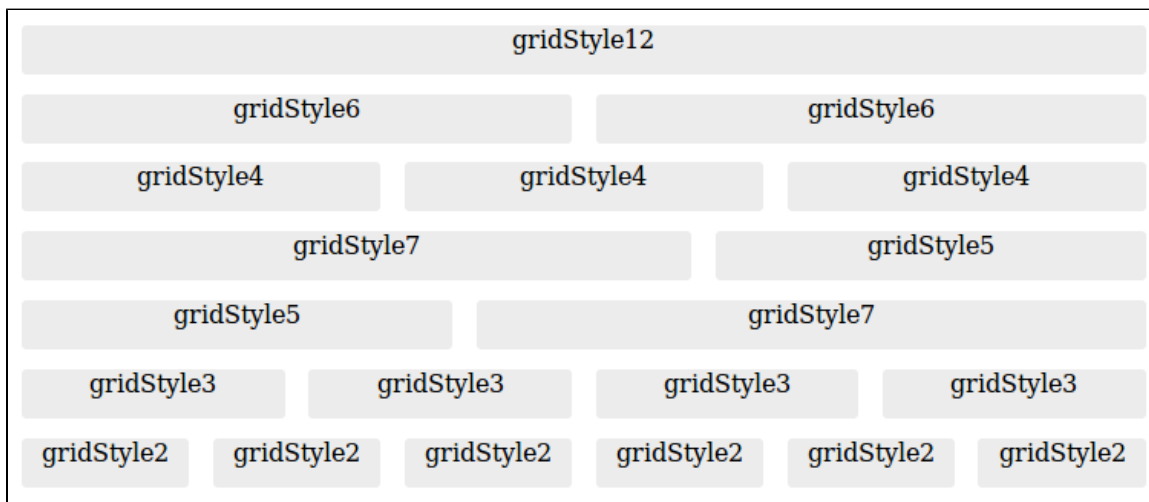 gridStyle12
gridStyle6 gridStyle6
gridStyle4 gridStyle4 gridStyle4
gridStyle7 gridStyle5
gridStyle5 gridStyle7
gridStyle3 gridStyle3 gridStyle3 gridStyle3
gridStyle2 gridStyle2 gridStyle2 gridStyle2 gridStyle2 gridStyle2